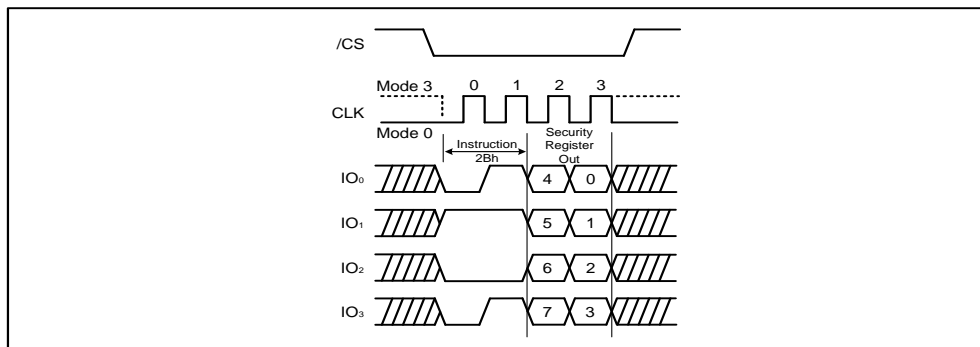 /CS
Mode 3 0 1 2 3
CLK
Mode 0
Instruction
2Bh
Security
Register
Out
IO₀ 4 0
IO₁ 5 1
IO₂ 6 2
IO₃ 7 3